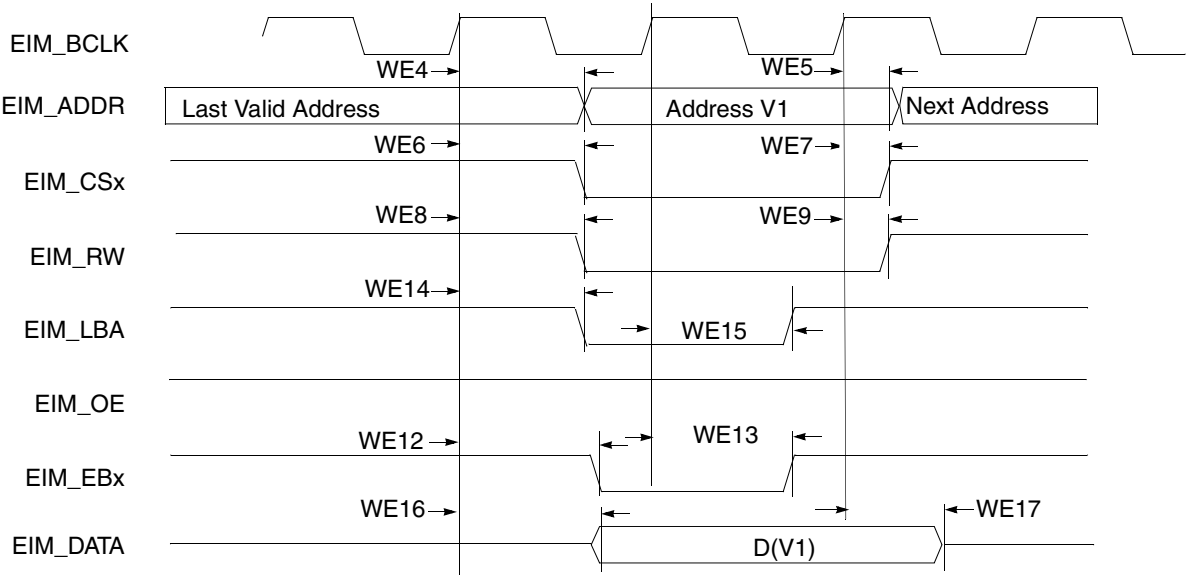 EIM_BCLK
WE4 WE5
EIM_ADDR Last Valid Address Address V1 Next Address
WE6 WE7
EIM_CSx
WE8 WE9
EIM_RW
WE14
EIM_LBA WE15
EIM_OE
WE12 WE13
EIM_EBx
WE16 WE17
EIM_DATA D(V1)